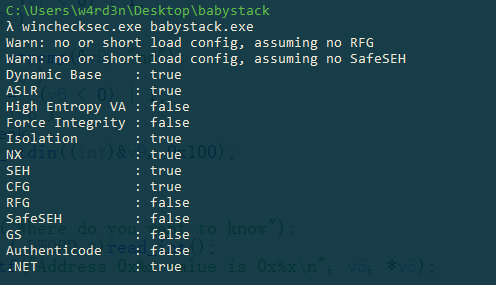 C:\Users\w4rd3n\Desktop\babystack
λ winchecksec.exe babystack.exe
Warn: no or short load config, assuming no RFG
Warn: no or short load config, assuming no SafeSEH
Dynamic Base    : true
ASLR            : true
High Entropy VA : false
Force Integrity : false
Isolation       : true
NX              : true
SEH             : true
CFG             : true
RFG             : false
SafeSEH         : false
GS              : false
Authenticode    : false
.NET            : true